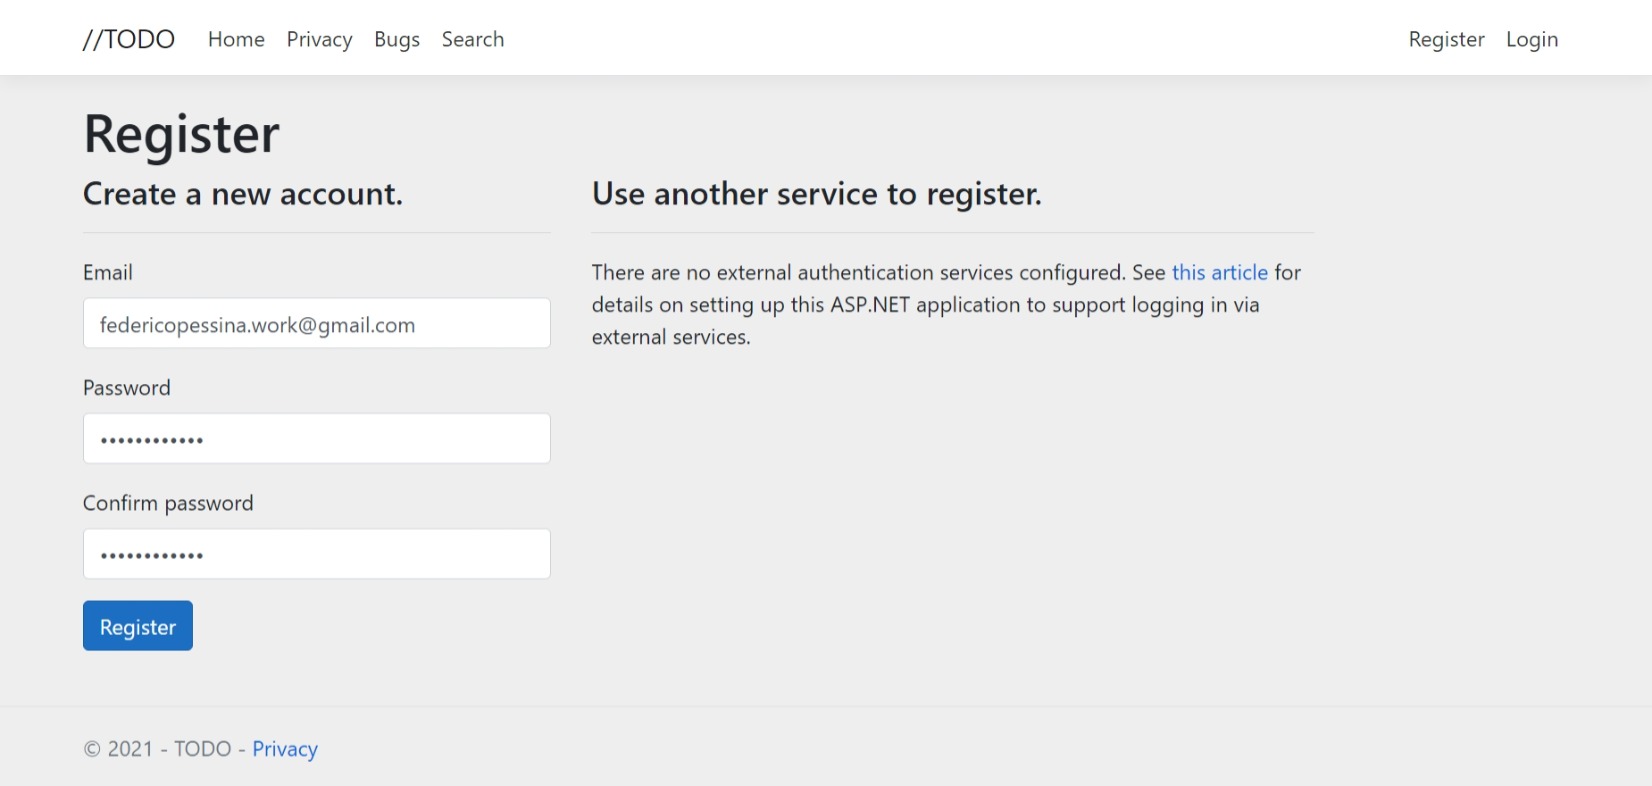 //TODO Home Privacy Bugs Search Register Login
Register
Create a new account.
Email
federicopessina.work@gmail.com
Password
••••••••••••
Confirm password
••••••••••••
Register
Use another service to register.
There are no external authentication services configured. See this article for
details on setting up this ASP.NET application to support logging in via
external services.
© 2021 - TODO - Privacy